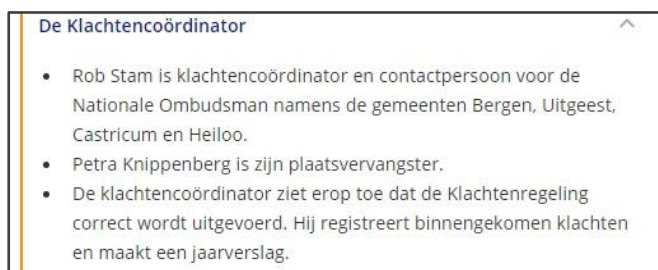 De Klachtencoördinator
• Rob Stam is klachtencoördinator en contactpersoon voor de
Nationale Ombudsman namens de gemeenten Bergen, Uitgeest,
Castricum en Heiloo.
• Petra Knippenberg is zijn plaatsvervangster.
• De klachtencoördinator ziet erop toe dat de Klachtenregeling
correct wordt uitgevoerd. Hij registreert binnengekomen klachten
en maakt een jaarverslag.